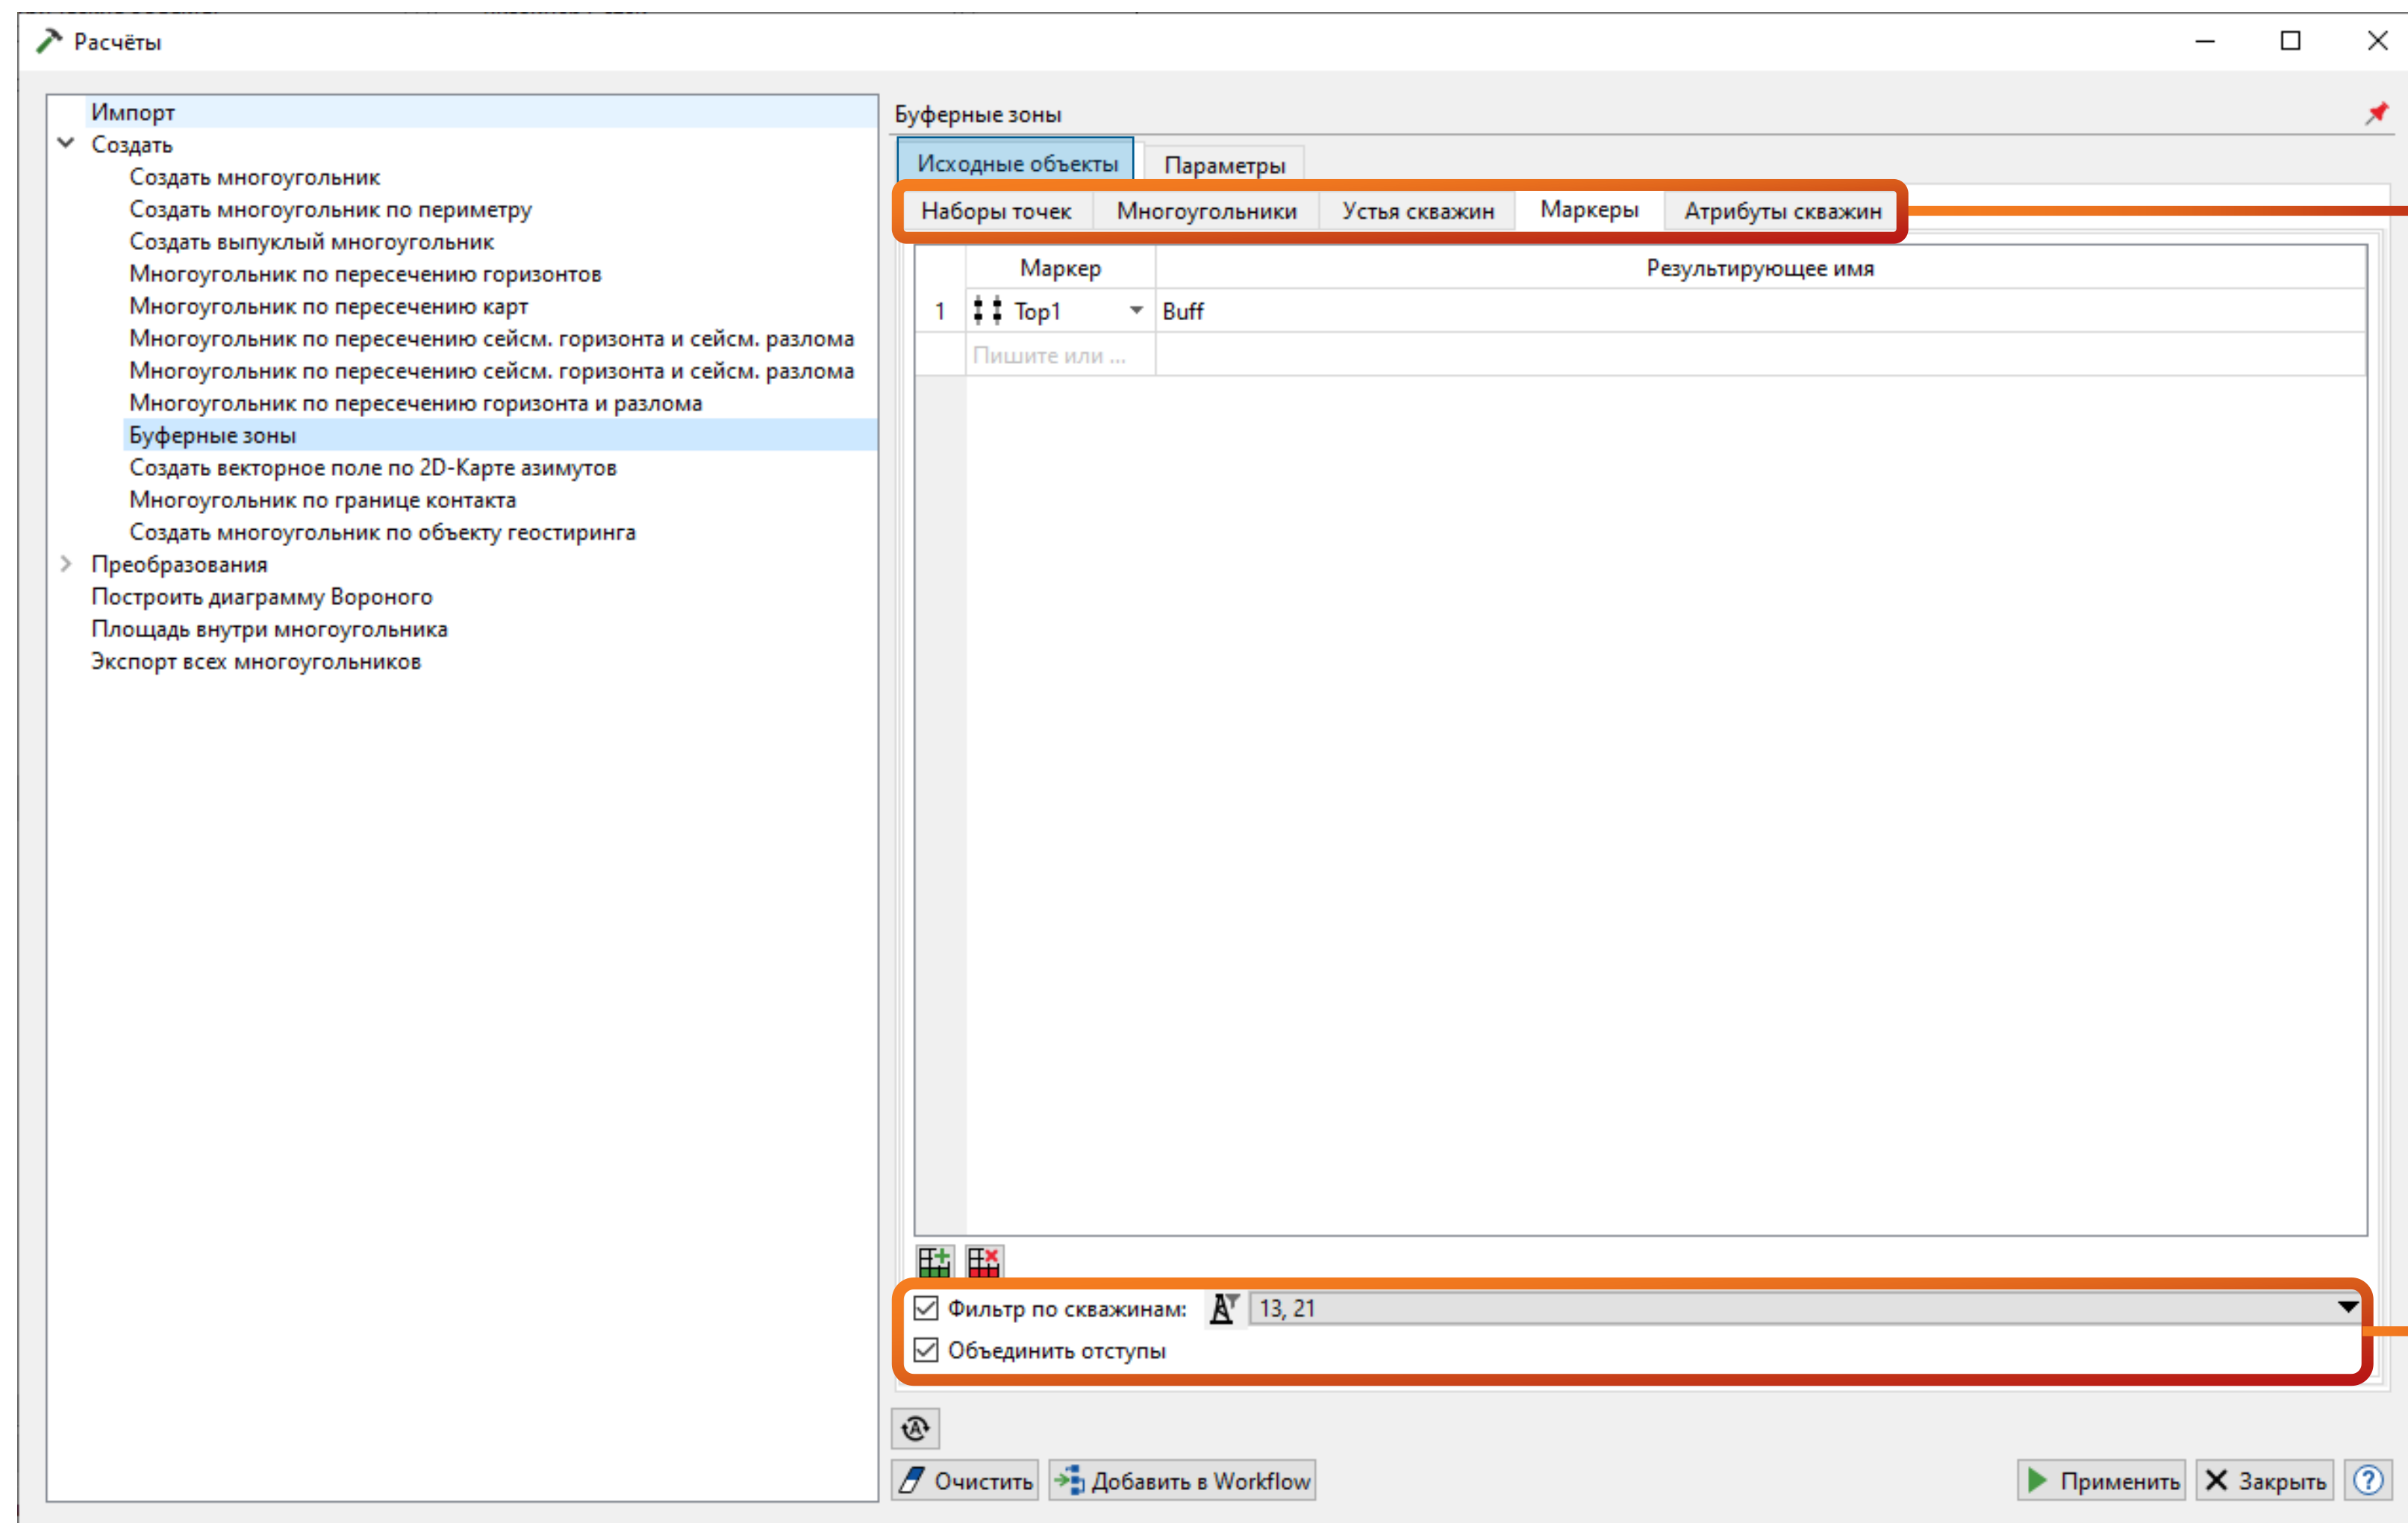 Расчёты
Импорт
Создать
Создать многоугольник
Создать многоугольник по периметру
Создать выпуклый многоугольник
Многоугольник по пересечению горизонтов
Многоугольник по пересечению карт
Многоугольник по пересечению сейсм. горизонта и сейсм. разлома
Многоугольник по пересечению сейсм. горизонта и сейсм. разлома
Многоугольник по пересечению горизонта и разлома
Буферные зоны
Создать векторное поле по 2D-Карте азимутов
Многоугольник по границе контакта
Создать многоугольник по объекту геостиринга
Преобразования
Построить диаграмму Вороного
Площадь внутри многоугольника
Экспорт всех многоугольников
Буферные зоны
Исходные объекты Параметры
Наборы точек Многоугольники Устья скважин Маркеры Атрибуты скважин
Маркер Результирующее имя
1 Top1 Buff
Пишите или ...
Фильтр по скважинам: 13, 21
Объединить отступы
Очистить Добавить в Workflow Применить Закрыть ?